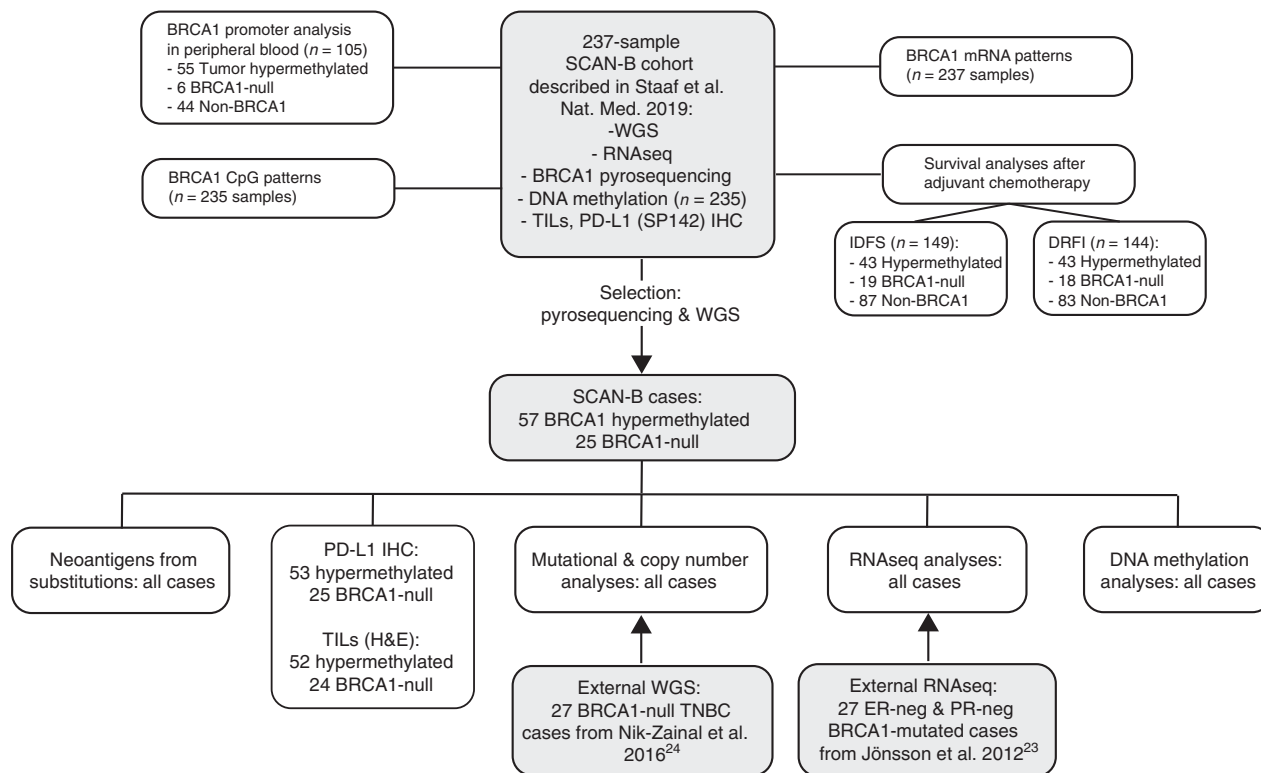 BRCA1 promoter analysis
in peripheral blood (n = 105)
- 55 Tumor hypermethylated
- 6 BRCA1-null
- 44 Non-BRCA1
237-sample
SCAN-B cohort
described in Staaf et al.
Nat. Med. 2019:
-WGS
- RNAseq
- BRCA1 pyrosequencing
- DNA methylation (n = 235)
- TILs, PD-L1 (SP142) IHC
BRCA1 mRNA patterns
(n = 237 samples)
BRCA1 CpG patterns
(n = 235 samples)
Survival analyses after
adjuvant chemotherapy
IDFS (n = 149):
- 43 Hypermethylated
- 19 BRCA1-null
- 87 Non-BRCA1
DRFI (n = 144):
- 43 Hypermethylated
- 18 BRCA1-null
- 83 Non-BRCA1
Selection:
pyrosequencing & WGS
SCAN-B cases:
57 BRCA1 hypermethylated
25 BRCA1-null
Neoantigens from
substitutions: all cases
PD-L1 IHC:
53 hypermethylated
25 BRCA1-null
TILs (H&E):
52 hypermethylated
24 BRCA1-null
Mutational & copy number
analyses: all cases
RNAseq analyses:
all cases
DNA methylation
analyses: all cases
External WGS:
27 BRCA1-null TNBC
cases from Nik-Zainal et al.
2016²⁴
External RNAseq:
27 ER-neg & PR-neg
BRCA1-mutated cases
from Jönsson et al. 2012²³